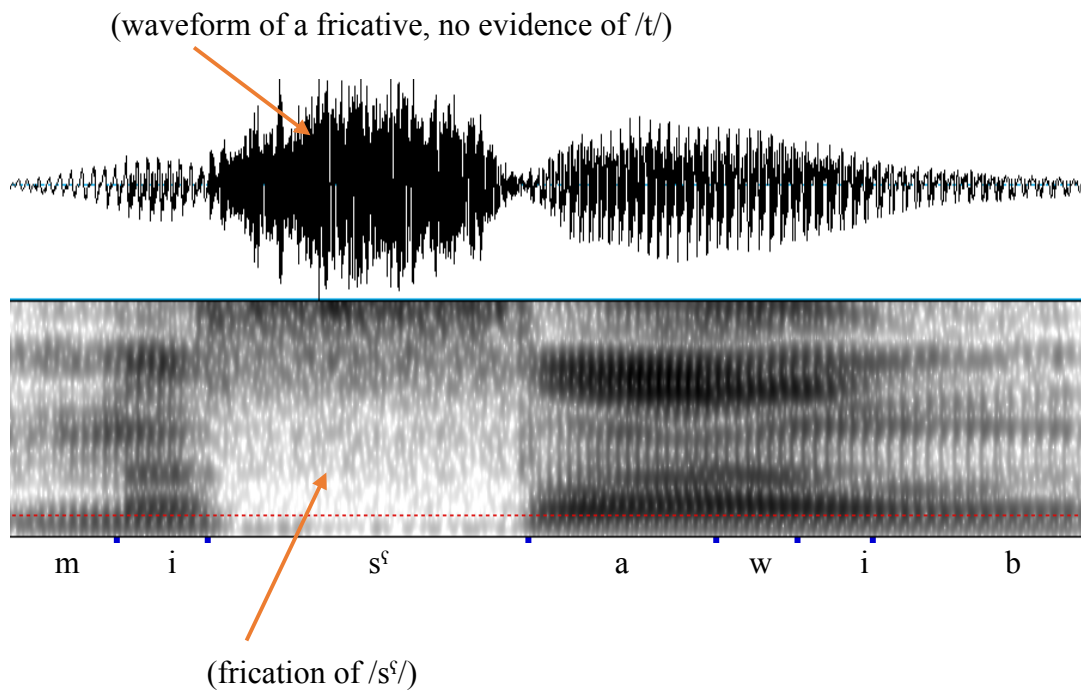 (waveform of a fricative, no evidence of /t/)
m i sˤ a w i b
(frication of /sˤ/)